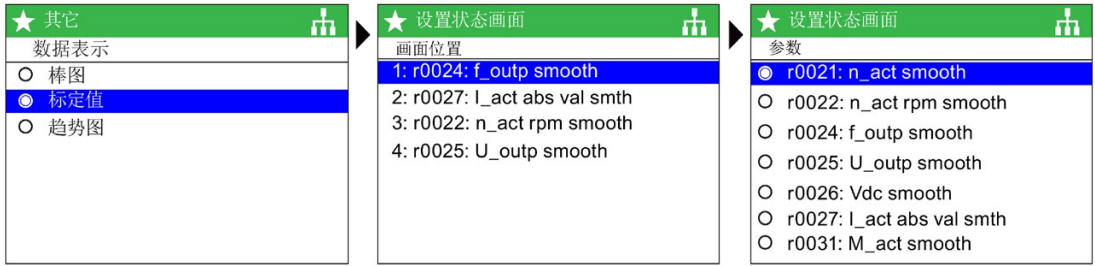 其它
数据表示
棒图
标定值
趋势图
设置状态画面
画面位置
1: r0024: f_outp smooth
2: r0027: I_act abs val smth
3: r0022: n_act rpm smooth
4: r0025: U_outp smooth
设置状态画面
参数
r0021: n_act smooth
r0022: n_act rpm smooth
r0024: f_outp smooth
r0025: U_outp smooth
r0026: Vdc smooth
r0027: I_act abs val smth
r0031: M_act smooth